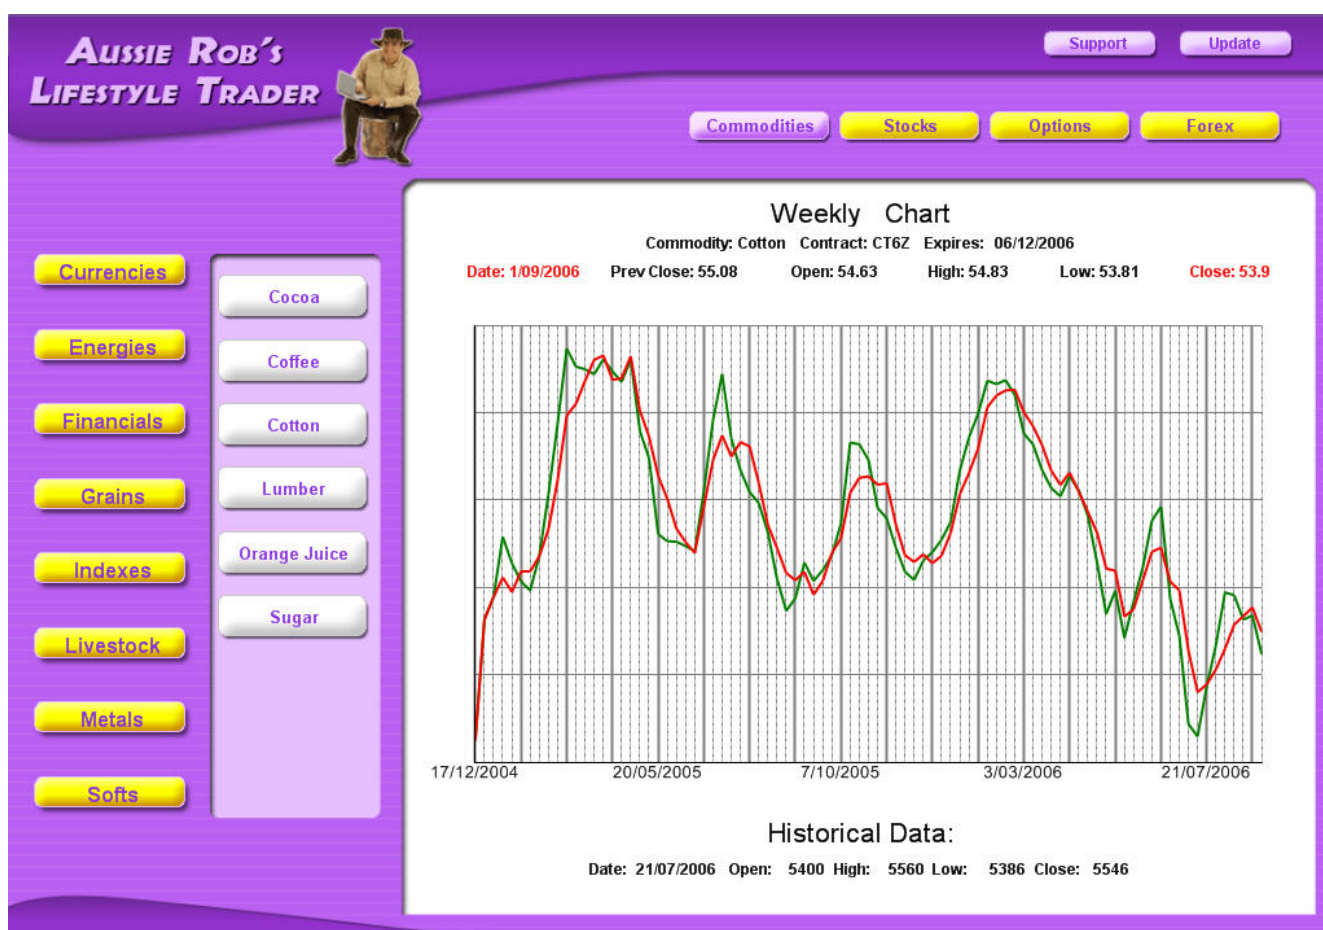 AUSSIE ROB'S
LIFESTYLE TRADER
Support Update
Commodities Stocks Options Forex
Currencies
Energies
Financials
Grains
Indexes
Livestock
Metals
Softs
Cocoa
Coffee
Cotton
Lumber
Orange Juice
Sugar
Weekly Chart
Commodity: Cotton Contract: CT6Z Expires: 06/12/2006
Date: 1/09/2006 Prev Close: 55.08 Open: 54.63 High: 54.83 Low: 53.81 Close: 53.9
17/12/2004 20/05/2005 7/10/2005 3/03/2006 21/07/2006
Historical Data:
Date: 21/07/2006 Open: 5400 High: 5560 Low: 5386 Close: 5546